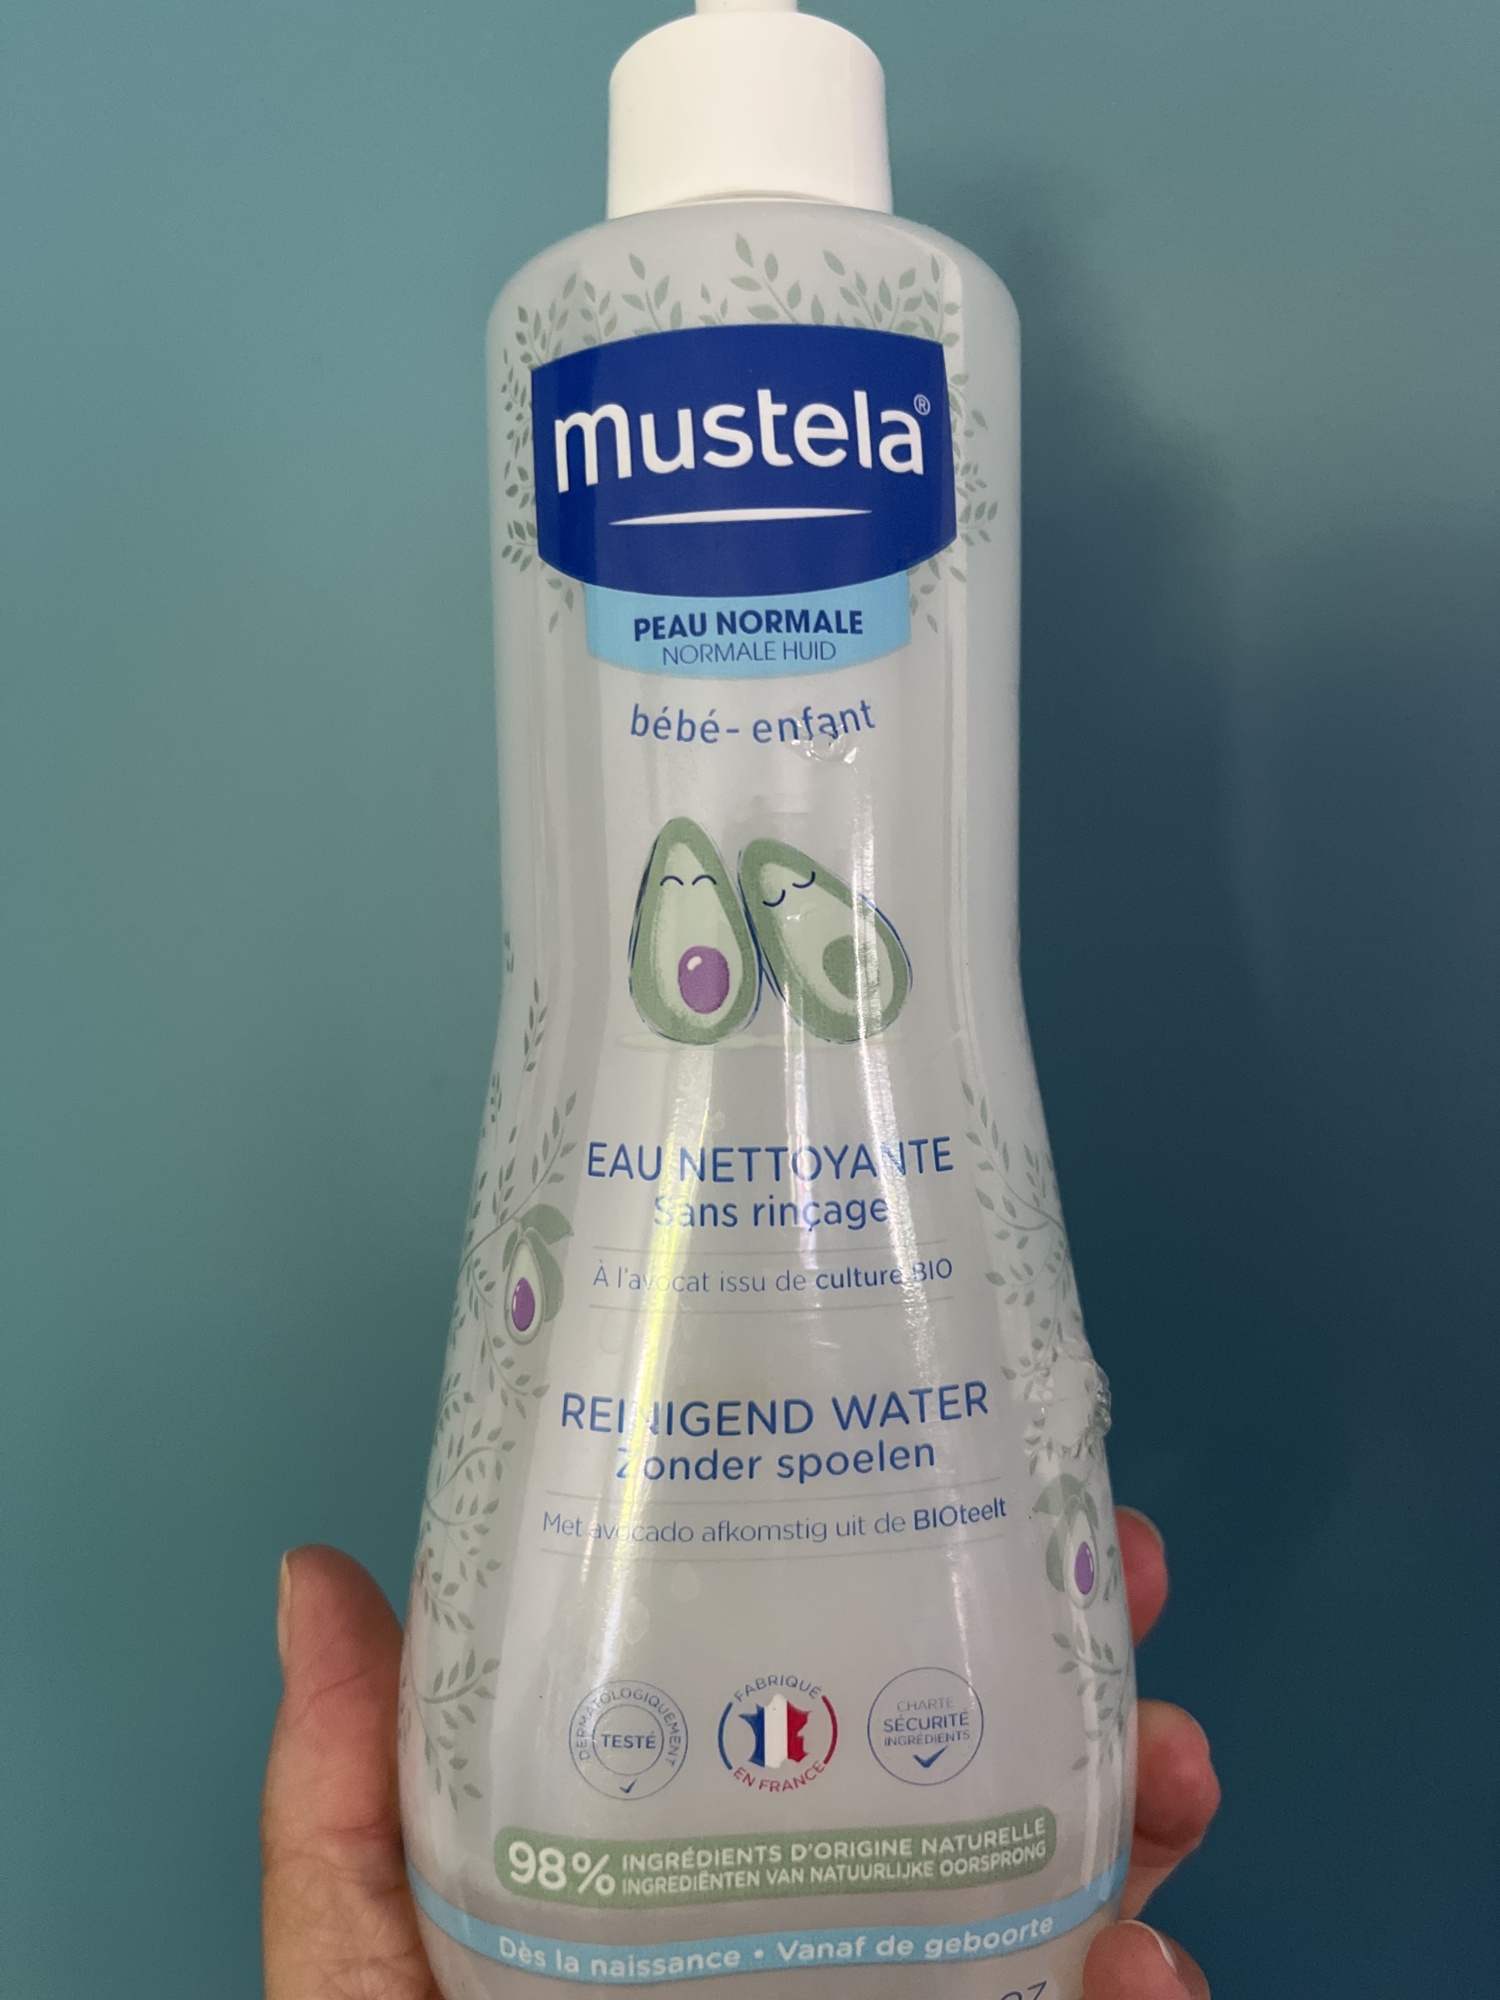 mustela®
PEAU NORMALE
NORMALE HUID
bébé-enfant
EAU NETTOYANTE
Sans rinçage
À l'avocat issu de culture BIO
REINIGEND WATER
Zonder spoelen
Met avocado afkomstig uit de BIOteelt
DERMATOLOGIQUEMENT
TESTÉ
FABRIQUÉ
EN FRANCE
CHARTE
SÉCURITÉ
INGRÉDIENTS
98% INGRÉDIENTS D'ORIGINE NATURELLE
INGREDIËNTEN VAN NATUURLIJKE OORSPRONG
Dès la naissance • Vanaf de geboorte